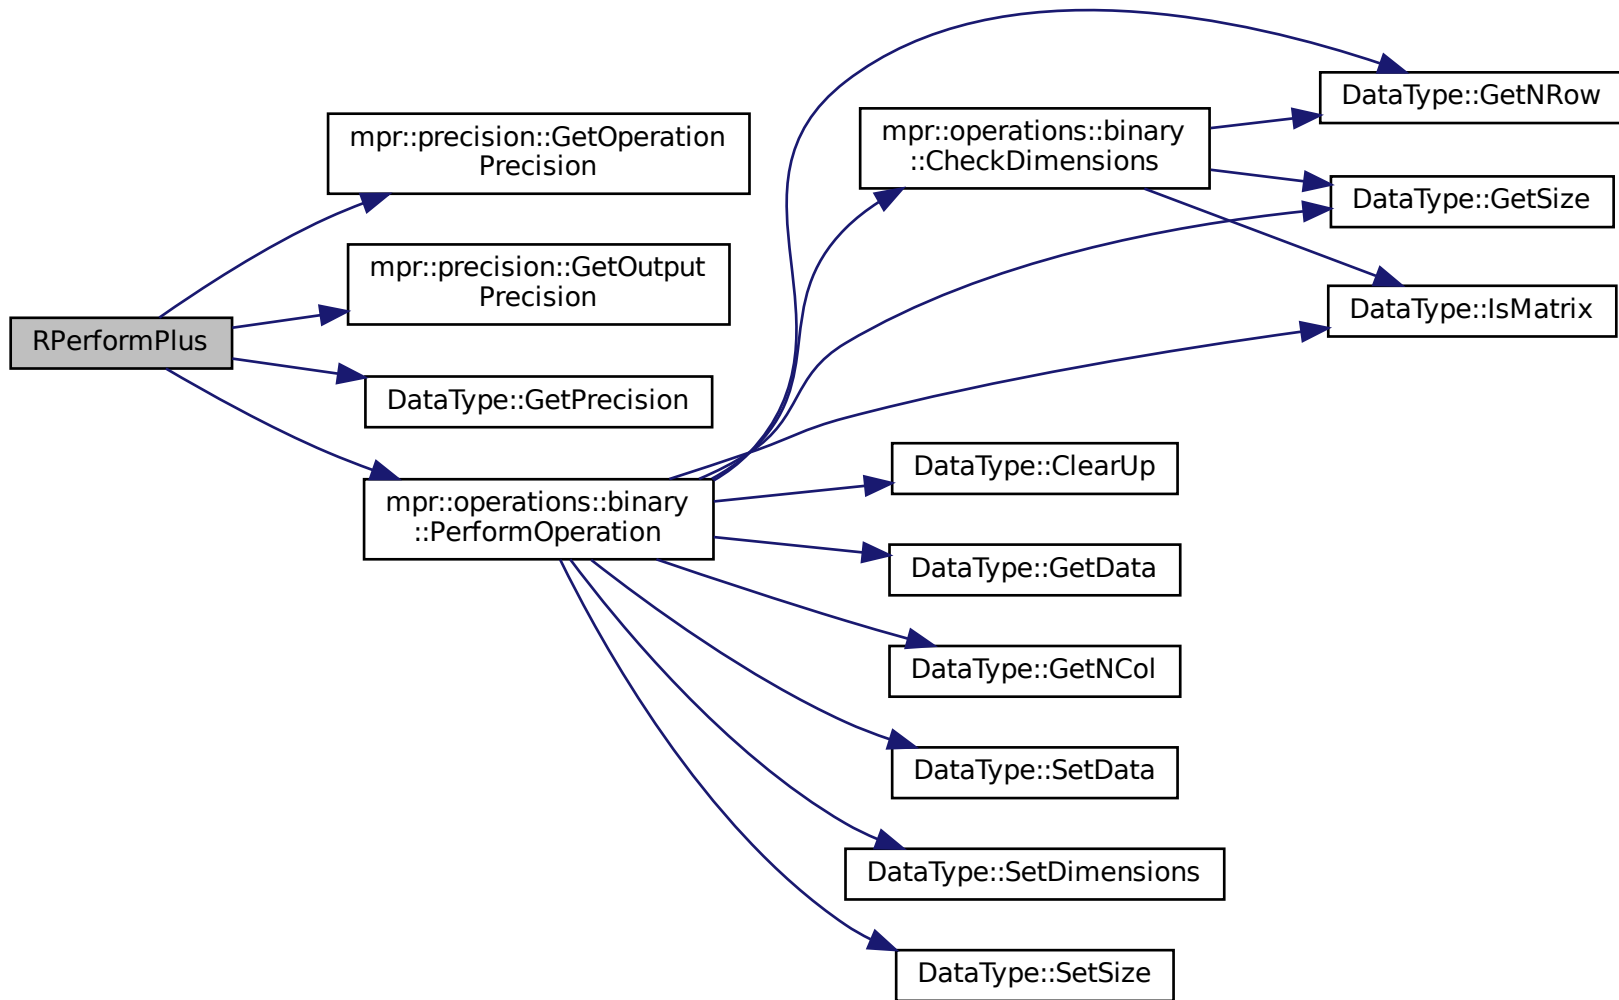 RPerformPlus
mpr::precision::GetOperation
Precision
mpr::precision::GetOutput
Precision
DataType::GetPrecision
mpr::operations::binary
::PerformOperation
mpr::operations::binary
::CheckDimensions
DataType::GetNRow
DataType::GetSize
DataType::IsMatrix
DataType::ClearUp
DataType::GetData
DataType::GetNCol
DataType::SetData
DataType::SetDimensions
DataType::SetSize